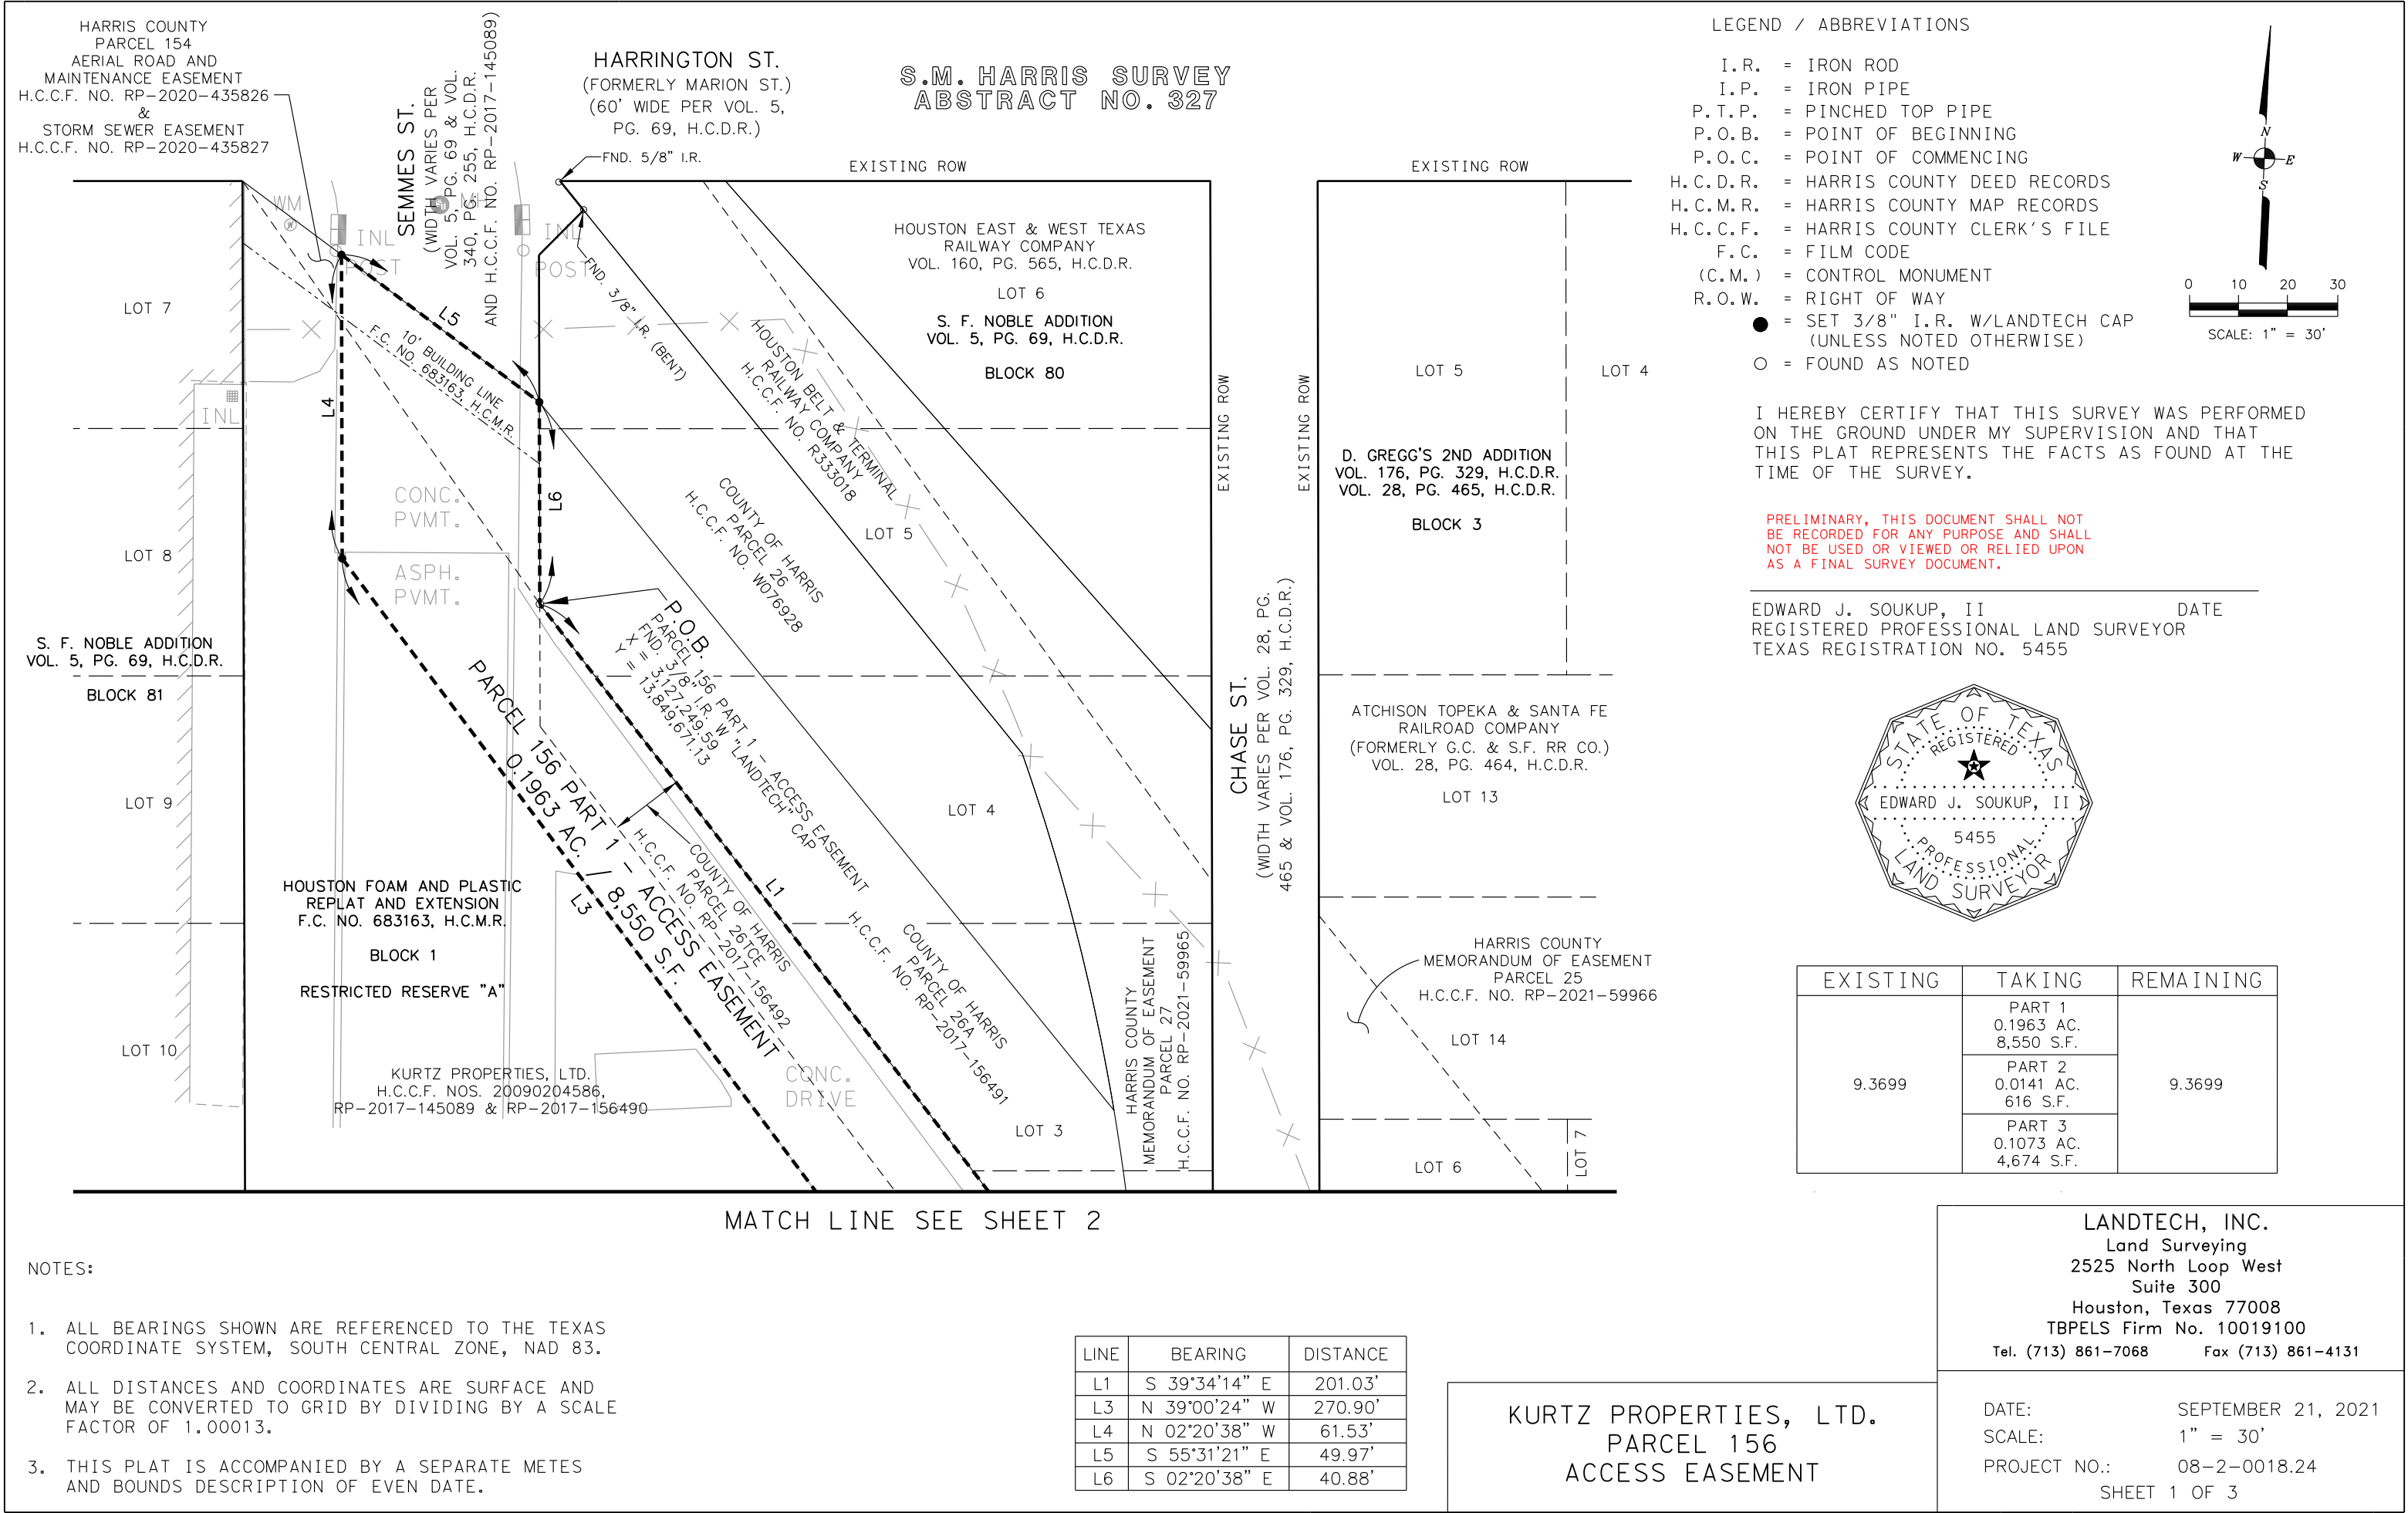 HARRIS COUNTY
PARCEL 154
AERIAL ROAD AND
MAINTENANCE EASEMENT
H.C.C.F. NO. RP-2020-435826
&
STORM SEWER EASEMENT
H.C.C.F. NO. RP-2020-435827
SEMMES ST.
(WIDTH VARIES PER
VOL. 5, PG. 69 & VOL.
340, PG. 255, H.C.D.R.
AND H.C.C.F. NO. RP-2017-145089)
HARRINGTON ST.
(FORMERLY MARION ST.)
(60' WIDE PER VOL. 5,
PG. 69, H.C.D.R.)
FND. 5/8" I.R.
S.M. HARRIS SURVEY
ABSTRACT NO. 327
EXISTING ROW
EXISTING ROW
WM
W
MH
INL
POST
INL
POST
FND. 3/8" I.R. (BENT)
LOT 7
L5
10' BUILDING LINE
F.C. NO. 683163, H.C.M.R.
L4
INL
L6
CONC.
PVMT.
ASPH.
PVMT.
LOT 8
S. F. NOBLE ADDITION
VOL. 5, PG. 69, H.C.D.R.
BLOCK 81
LOT 9
LOT 10
HOUSTON EAST & WEST TEXAS
RAILWAY COMPANY
VOL. 160, PG. 565, H.C.D.R.
LOT 6
S. F. NOBLE ADDITION
VOL. 5, PG. 69, H.C.D.R.
BLOCK 80
HOUSTON BELT & TERMINAL
RAILWAY COMPANY
H.C.C.F. NO. R333018
COUNTY OF HARRIS
PARCEL 26
H.C.C.F. NO. W076928
LOT 5
P.O.B.
PARCEL 156 PART 1 - ACCESS EASEMENT
FND. 3/8" I.R. W "LANDTECH" CAP
X = 3,127,249.59
Y = 13,849,671.13
PARCEL 156 PART 1 - ACCESS EASEMENT
0.1963 AC. / 8,550 S.F.
L1
L3
COUNTY OF HARRIS
PARCEL 26TCE
H.C.C.F. NO. RP-2017-156492
COUNTY OF HARRIS
PARCEL 26A
H.C.C.F. NO. RP-2017-156491
LOT 4
LOT 3
HOUSTON FOAM AND PLASTIC
REPLAT AND EXTENSION
F.C. NO. 683163, H.C.M.R.
BLOCK 1
RESTRICTED RESERVE "A"
KURTZ PROPERTIES, LTD.
H.C.C.F. NOS. 20090204586,
RP-2017-145089 & RP-2017-156490
CONC.
DRIVE
HARRIS COUNTY
MEMORANDUM OF EASEMENT
PARCEL 27
H.C.C.F. NO. RP-2021-59965
EXISTING ROW
EXISTING ROW
CHASE ST.
(WIDTH VARIES PER VOL. 28, PG.
465 & VOL. 176, PG. 329, H.C.D.R.)
LOT 5
LOT 4
D. GREGG'S 2ND ADDITION
VOL. 176, PG. 329, H.C.D.R.
VOL. 28, PG. 465, H.C.D.R.
BLOCK 3
ATCHISON TOPEKA & SANTA FE
RAILROAD COMPANY
(FORMERLY G.C. & S.F. RR CO.)
VOL. 28, PG. 464, H.C.D.R.
LOT 13
HARRIS COUNTY
MEMORANDUM OF EASEMENT
PARCEL 25
H.C.C.F. NO. RP-2021-59966
LOT 14
LOT 6
LOT 7
MATCH LINE SEE SHEET 2
LEGEND / ABBREVIATIONS
I.R. = IRON ROD
I.P. = IRON PIPE
P.T.P. = PINCHED TOP PIPE
P.O.B. = POINT OF BEGINNING
P.O.C. = POINT OF COMMENCING
H.C.D.R. = HARRIS COUNTY DEED RECORDS
H.C.M.R. = HARRIS COUNTY MAP RECORDS
H.C.C.F. = HARRIS COUNTY CLERK'S FILE
F.C. = FILM CODE
(C.M.) = CONTROL MONUMENT
R.O.W. = RIGHT OF WAY
= SET 3/8" I.R. W/LANDTECH CAP
(UNLESS NOTED OTHERWISE)
= FOUND AS NOTED
N
W E
S
0 10 20 30
SCALE: 1" = 30'
I HEREBY CERTIFY THAT THIS SURVEY WAS PERFORMED
ON THE GROUND UNDER MY SUPERVISION AND THAT
THIS PLAT REPRESENTS THE FACTS AS FOUND AT THE
TIME OF THE SURVEY.
PRELIMINARY, THIS DOCUMENT SHALL NOT
BE RECORDED FOR ANY PURPOSE AND SHALL
NOT BE USED OR VIEWED OR RELIED UPON
AS A FINAL SURVEY DOCUMENT.
EDWARD J. SOUKUP, II DATE
REGISTERED PROFESSIONAL LAND SURVEYOR
TEXAS REGISTRATION NO. 5455
STATE OF TEXAS
REGISTERED
EDWARD J. SOUKUP, II
5455
PROFESSIONAL
LAND SURVEYOR
EXISTING TAKING REMAINING
PART 1
0.1963 AC.
8,550 S.F.
9.3699 PART 2 9.3699
0.0141 AC.
616 S.F.
PART 3
0.1073 AC.
4,674 S.F.
NOTES:
1. ALL BEARINGS SHOWN ARE REFERENCED TO THE TEXAS
COORDINATE SYSTEM, SOUTH CENTRAL ZONE, NAD 83.
2. ALL DISTANCES AND COORDINATES ARE SURFACE AND
MAY BE CONVERTED TO GRID BY DIVIDING BY A SCALE
FACTOR OF 1.00013.
3. THIS PLAT IS ACCOMPANIED BY A SEPARATE METES
AND BOUNDS DESCRIPTION OF EVEN DATE.
LINE BEARING DISTANCE
L1 S 39°34'14" E 201.03'
L3 N 39°00'24" W 270.90'
L4 N 02°20'38" W 61.53'
L5 S 55°31'21" E 49.97'
L6 S 02°20'38" E 40.88'
KURTZ PROPERTIES, LTD.
PARCEL 156
ACCESS EASEMENT
LANDTECH, INC.
Land Surveying
2525 North Loop West
Suite 300
Houston, Texas 77008
TBPELS Firm No. 10019100
Tel. (713) 861-7068 Fax (713) 861-4131
DATE: SEPTEMBER 21, 2021
SCALE: 1" = 30'
PROJECT NO.: 08-2-0018.24
SHEET 1 OF 3